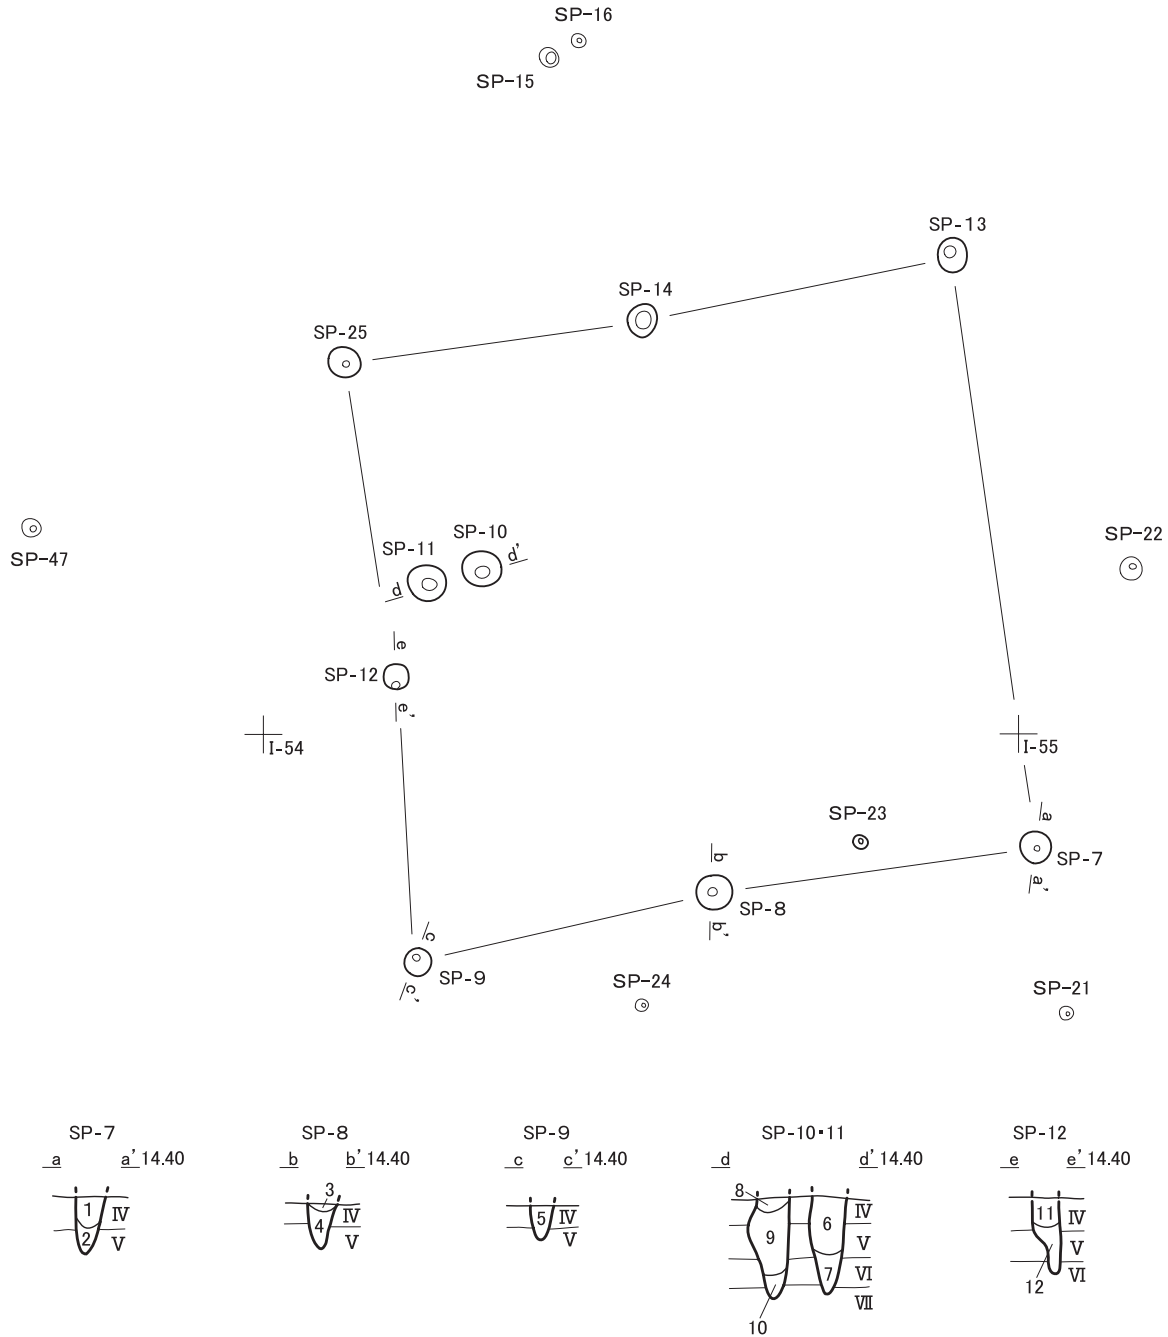 SP-16
SP-15
SP-13
SP-14
SP-25
SP-10
SP-11
d'
d
SP-47
SP-22
e
SP-12
e'
I-54
I-55
SP-23
a
SP-7
a'
b
SP-8
b'
c
SP-9
c'
SP-24
SP-21
SP-7
a a' 14.40
1 Ⅳ
2 Ⅴ
SP-8
b b' 14.40
3
4 Ⅳ
Ⅴ
SP-9
c c' 14.40
5 Ⅳ
Ⅴ
SP-10・11
d d' 14.40
8 Ⅳ
9 6 Ⅴ
7 Ⅵ
Ⅶ
10
SP-12
e e' 14.40
11 Ⅳ
Ⅴ
12 Ⅵ